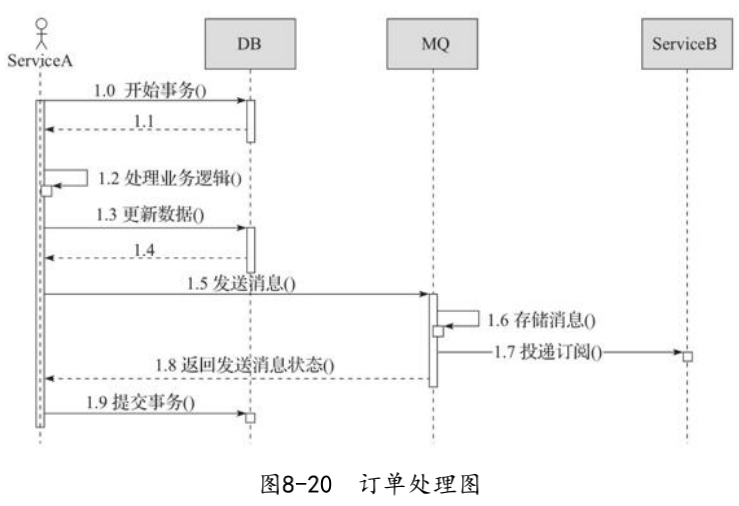 ServiceA
DB
MQ
ServiceB
1.0 开始事务()
1.1
1.2 处理业务逻辑()
1.3 更新数据()
1.4
1.5 发送消息()
1.6 存储消息()
1.7 投递订阅()
1.8 返回发送消息状态()
1.9 提交事务()
图8-20 订单处理图